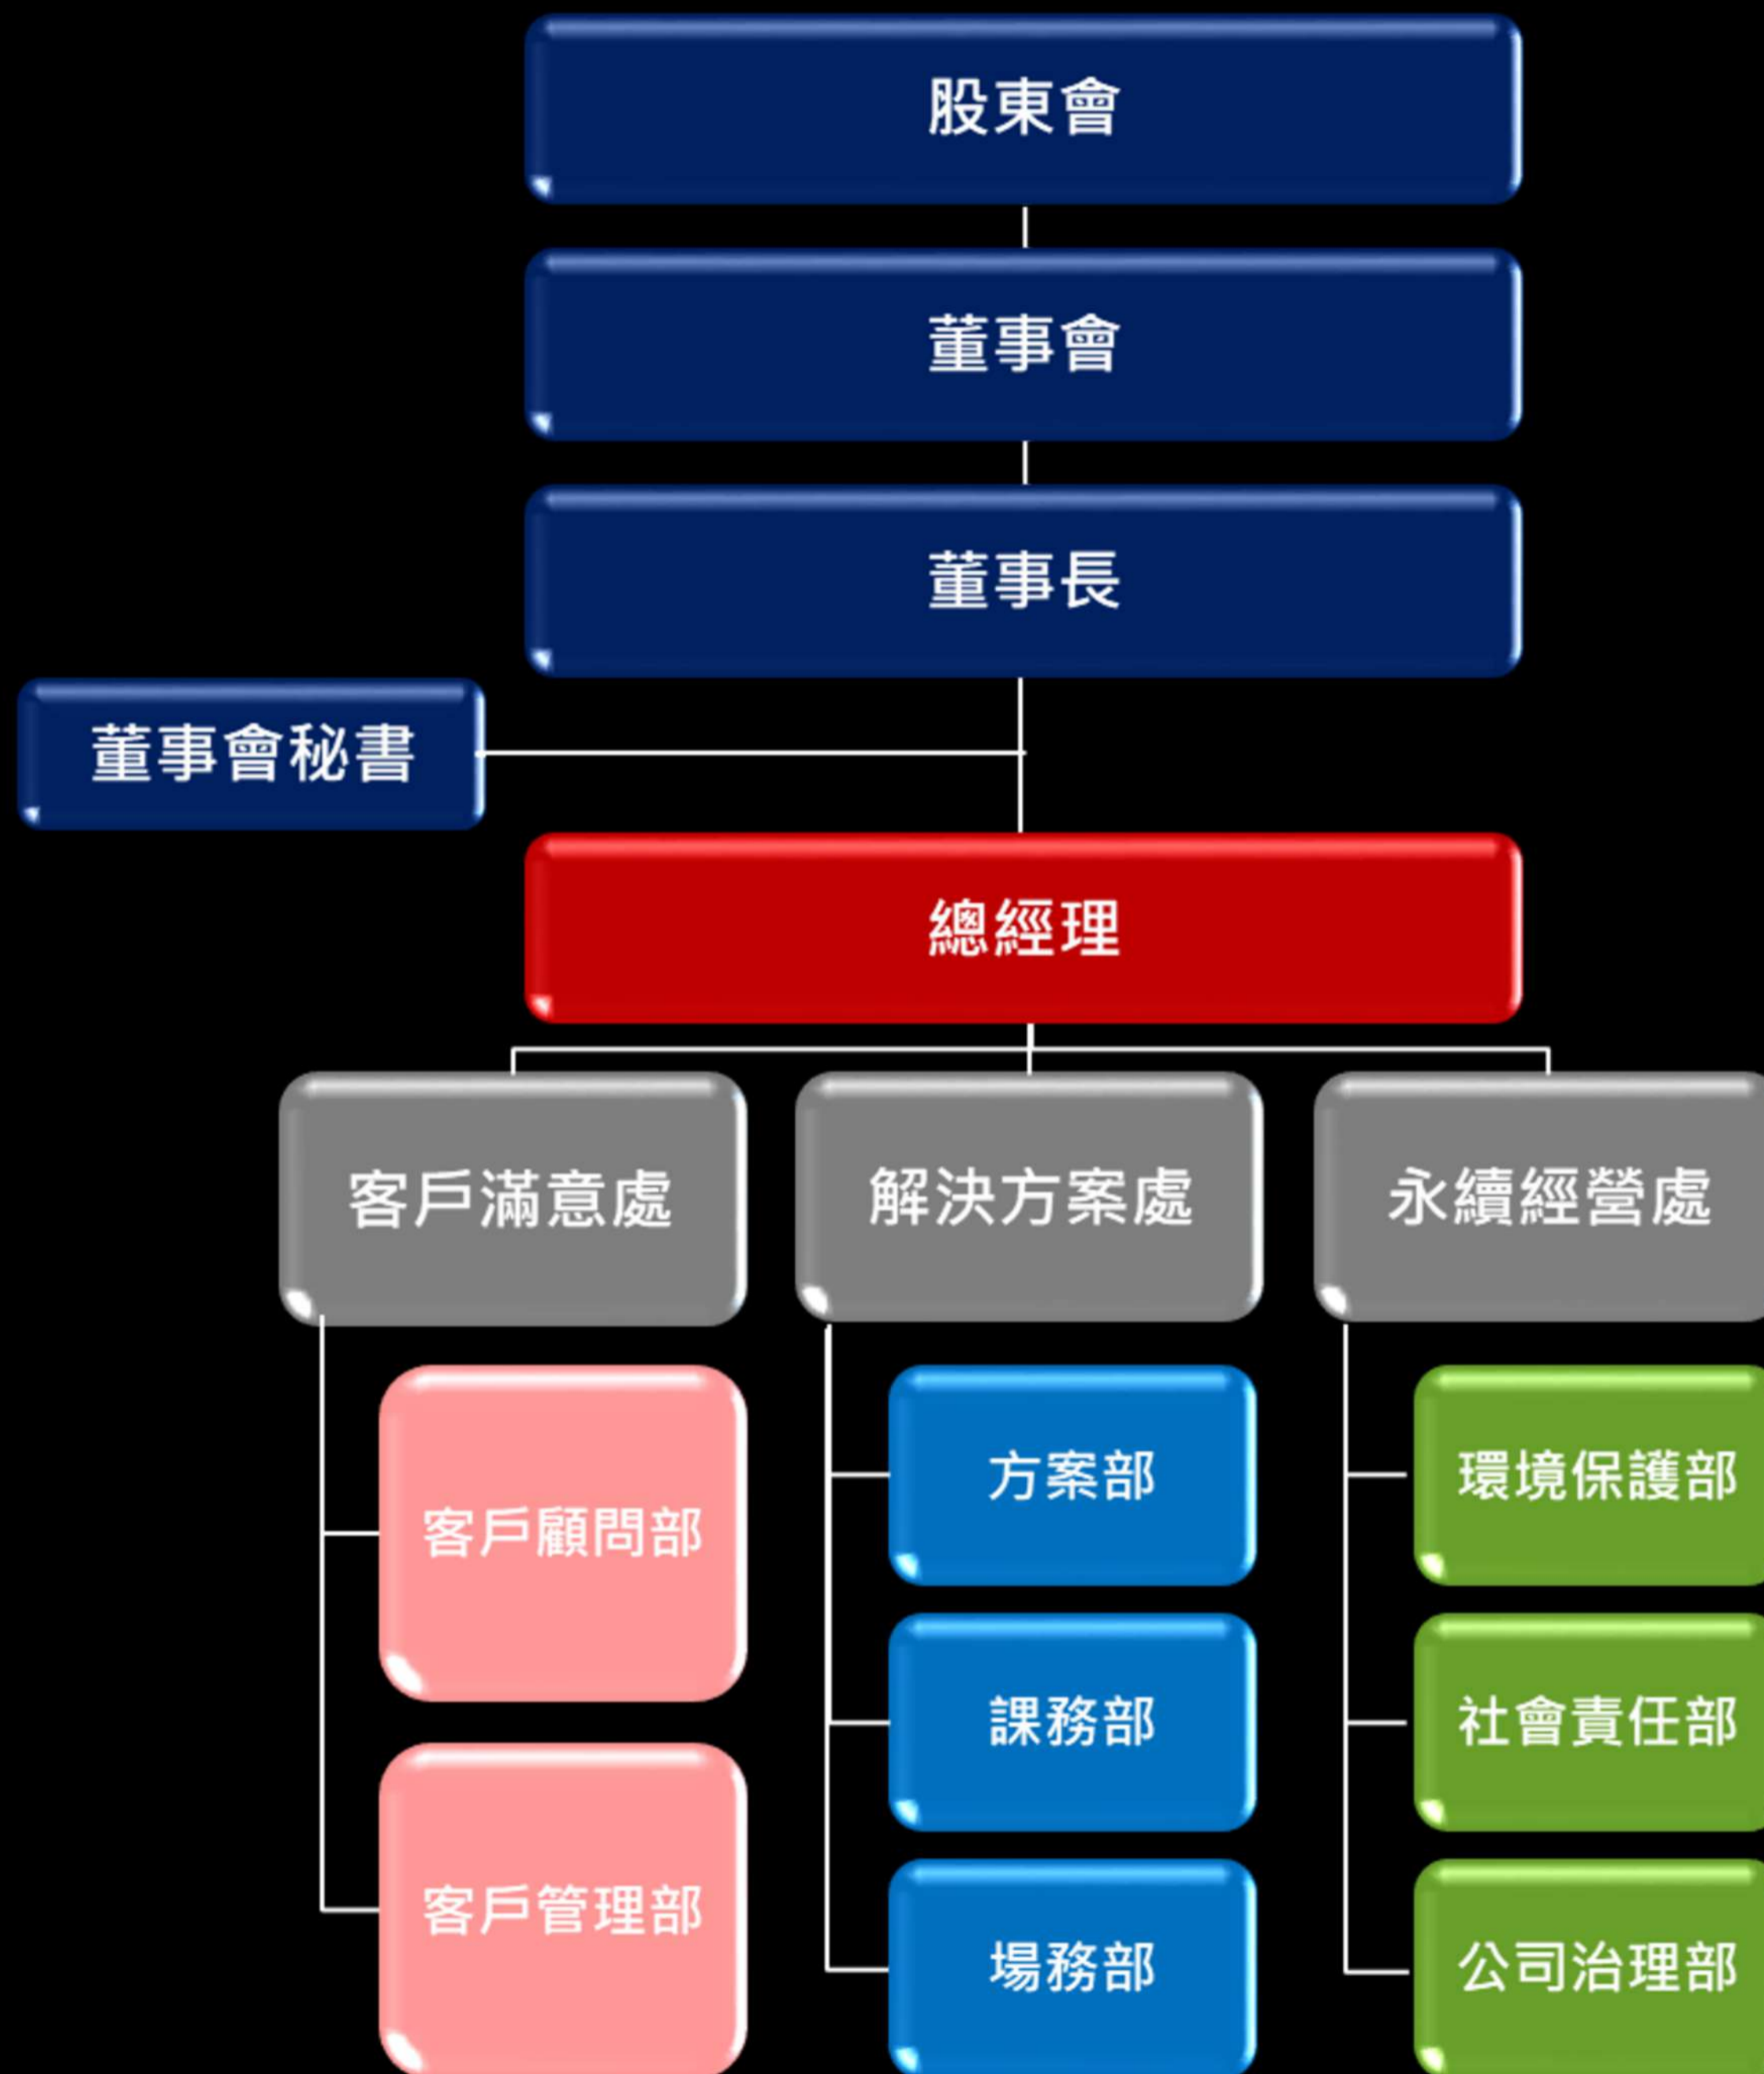 股東會
董事會
董事長
董事會秘書
總經理
客戶滿意處
解決方案處
永續經營處
客戶顧問部
客戶管理部
方案部
課務部
場務部
環境保護部
社會責任部
公司治理部